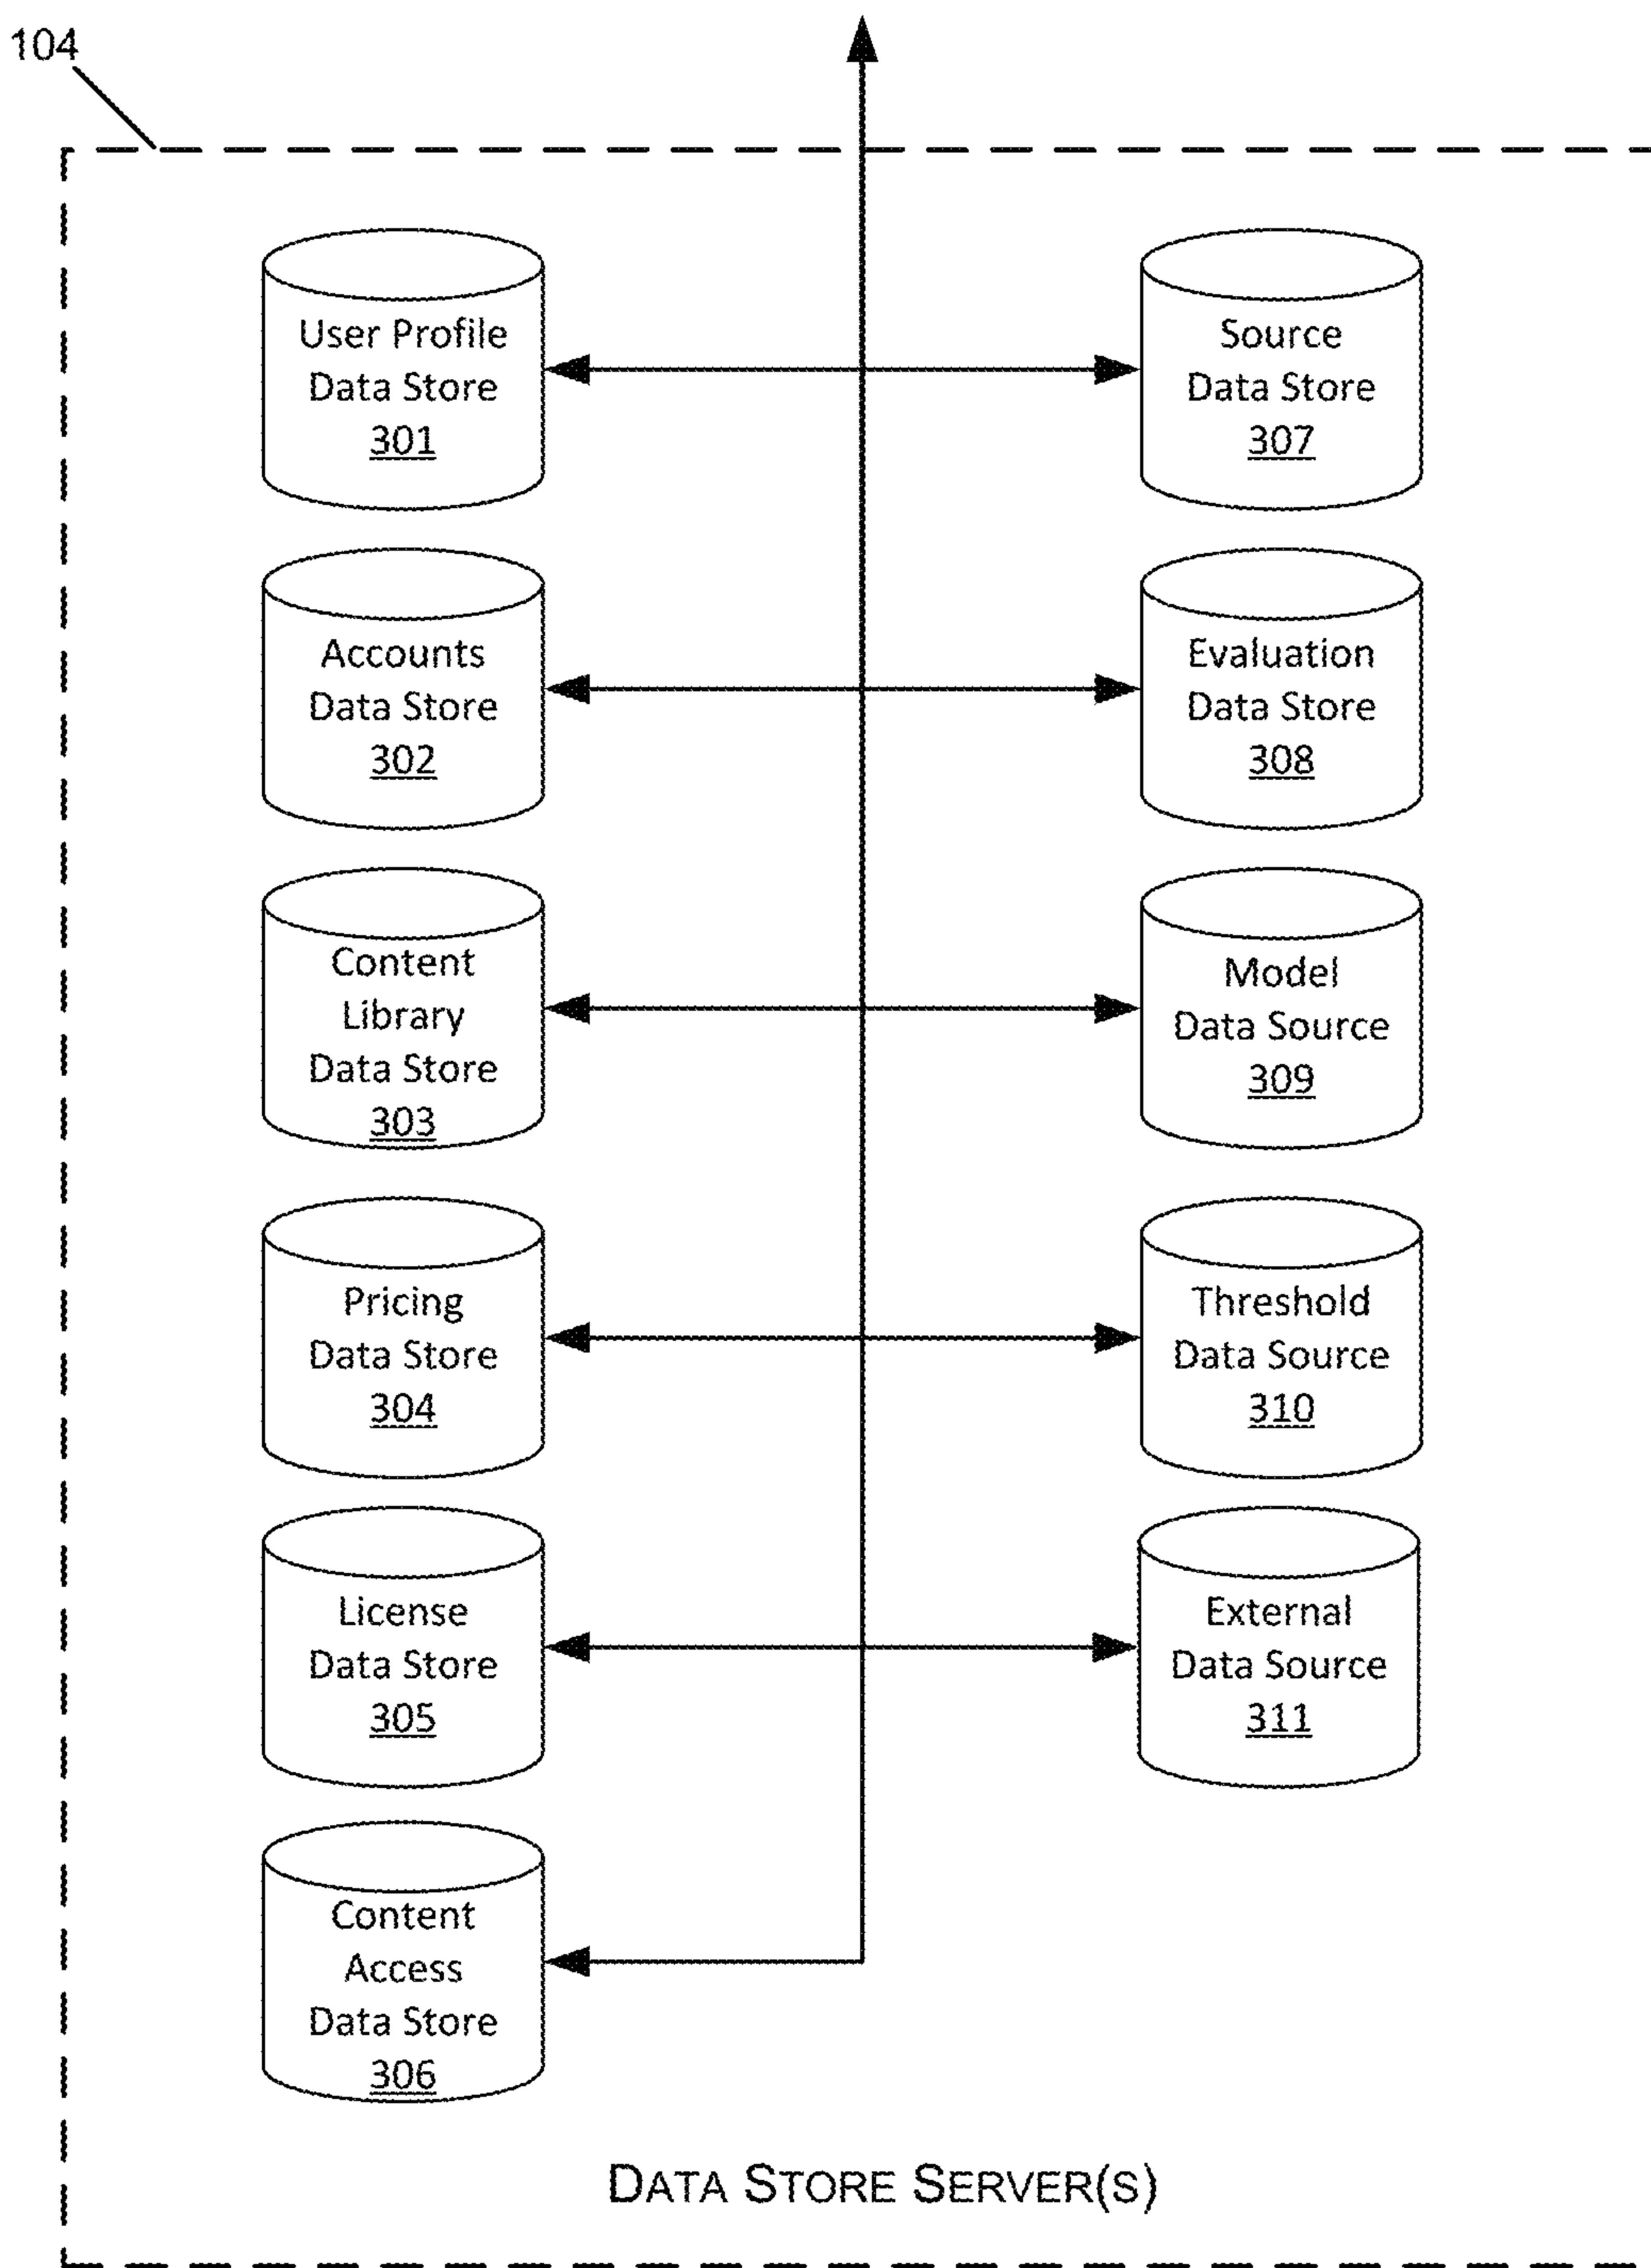 104
User Profile
Data Store
301
Source
Data Store
307
Accounts
Data Store
302
Evaluation
Data Store
308
Content
Library
Data Store
303
Model
Data Source
309
Pricing
Data Store
304
Threshold
Data Source
310
License
Data Store
305
External
Data Source
311
Content
Access
Data Store
306
DATA STORE SERVER(S)